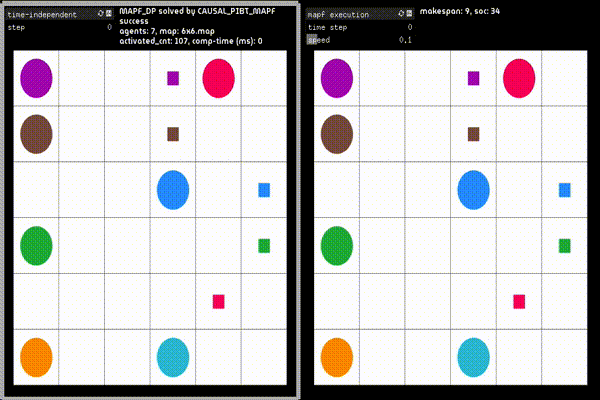 time-independent
step 0
MAPF_DP solved by CAUSAL_PIBT_MAPF
success
agents: 7, map: 6x6.map
activated_cnt: 107, comp-time (ms): 0
mapf execution
time step 0
speed 0,1
makespan: 9, soc: 34